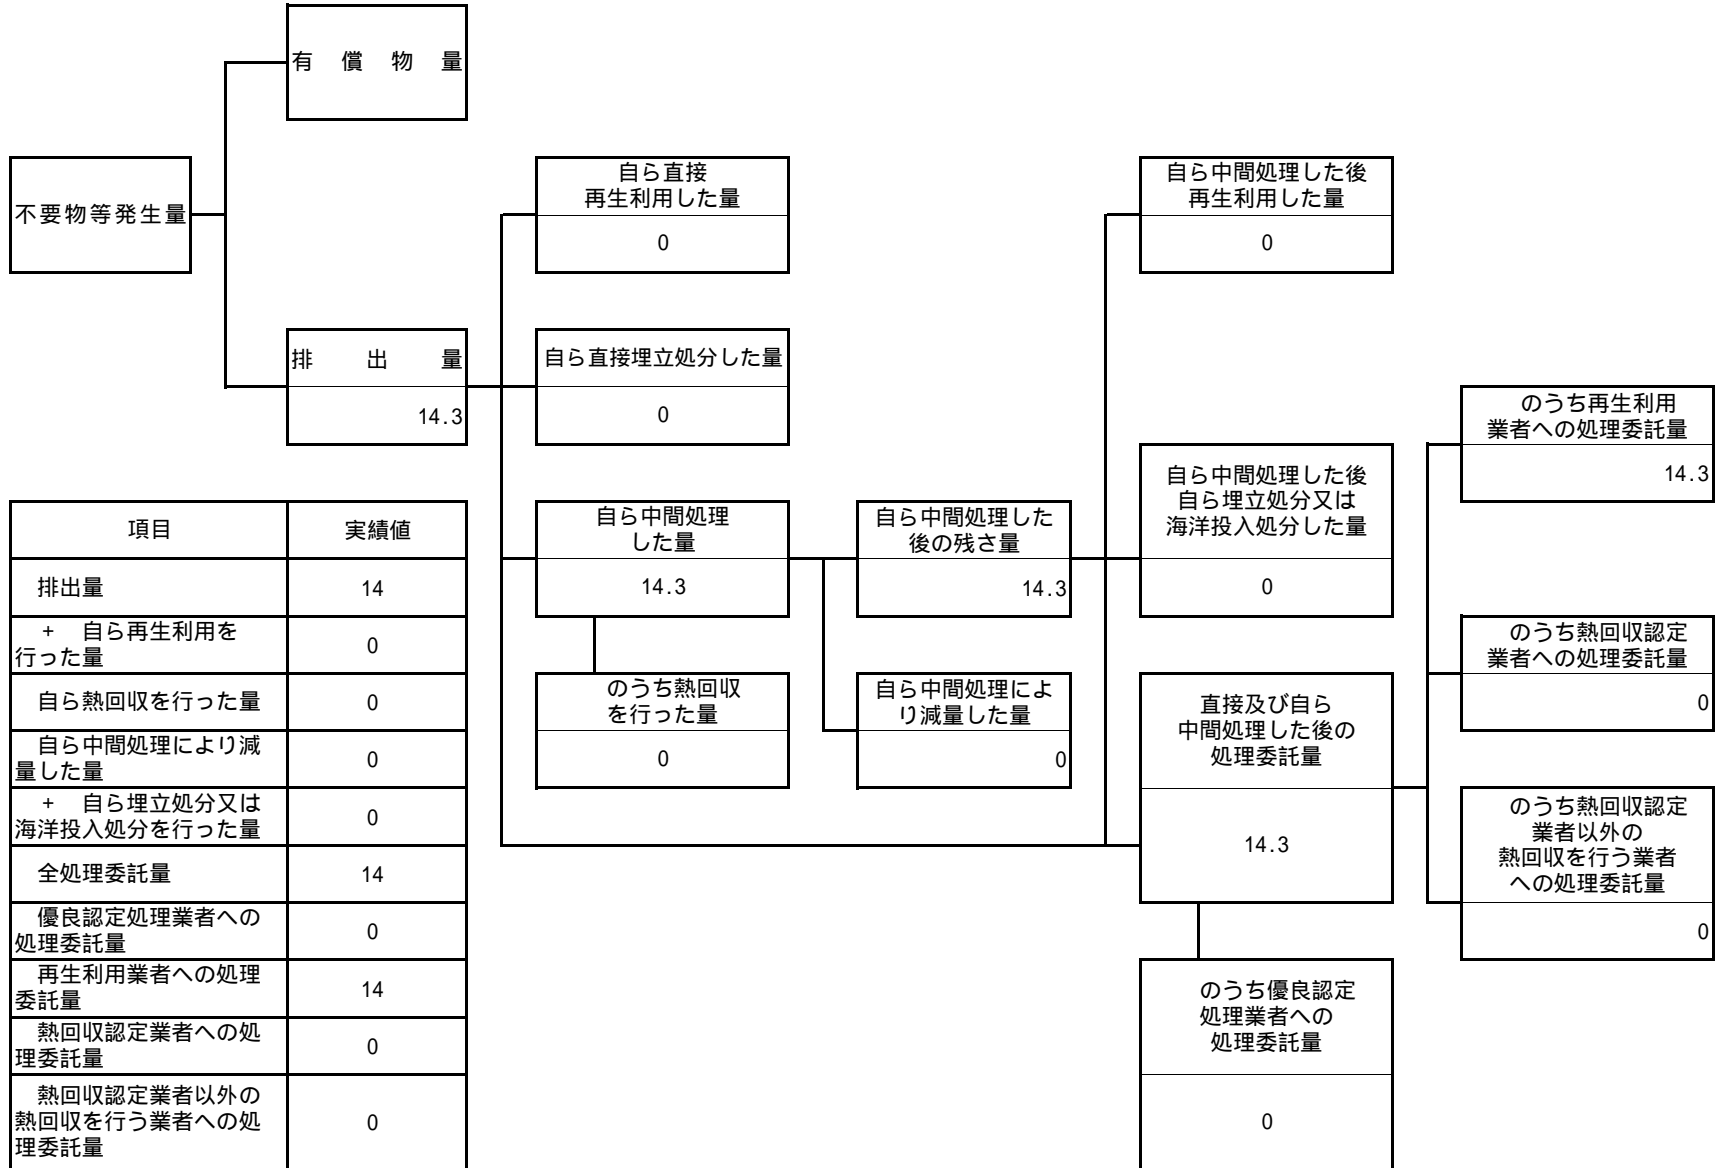 有 償 物 量
不要物等発生量
自ら直接
再生利用した量
0
自ら中間処理した後
再生利用した量
0
排 出 量
14.3
自ら直接埋立処分した量
0
のうち再生利用
業者への処理委託量
14.3
自ら中間処理した後
自ら埋立処分又は
海洋投入処分した量
0
自ら中間処理
した量
14.3
自ら中間処理した
後の残さ量
14.3
のうち熱回収認定
業者への処理委託量
0
のうち熱回収
を行った量
0
自ら中間処理によ
り減量した量
0
直接及び自ら
中間処理した後の
処理委託量
14.3
のうち熱回収認定
業者以外の
熱回収を行う業者
への処理委託量
0
のうち優良認定
処理業者への
処理委託量
0
項目 実績値
排出量 14
+ 自ら再生利用を
行った量 0
自ら熱回収を行った量 0
自ら中間処理により減
量した量 0
+ 自ら埋立処分又は
海洋投入処分を行った量 0
全処理委託量 14
優良認定処理業者への
処理委託量 0
再生利用業者への処理
委託量 14
熱回収認定業者への処
理委託量 0
熱回収認定業者以外の
熱回収を行う業者への処
理委託量 0